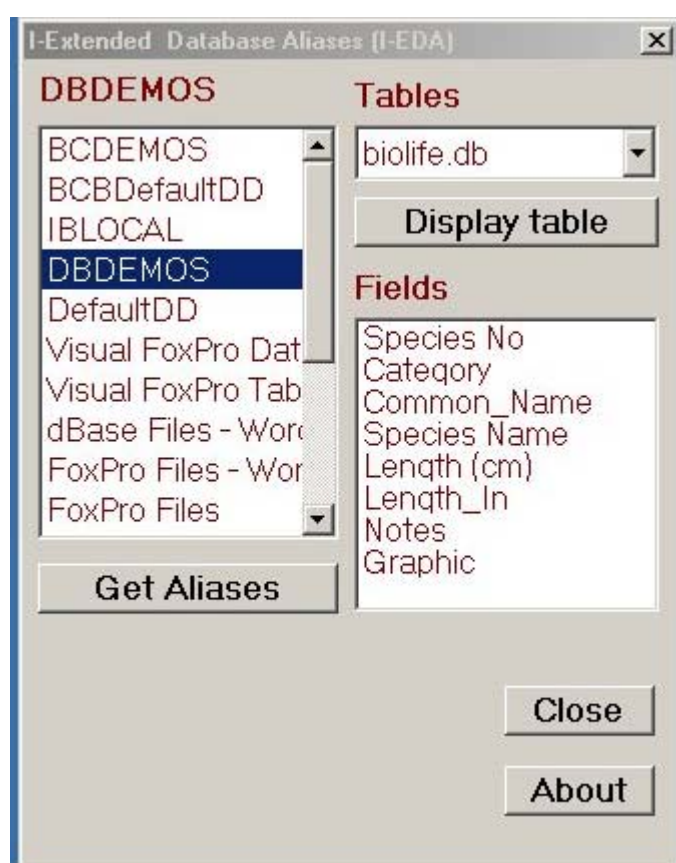 I-Extended Database Aliases (I-EDA)
DBDEMOS
BCDEMOS
BCBDefaultDD
IBLOCAL
DBDEMOS
DefaultDD
Visual FoxPro Dat
Visual FoxPro Tab
dBase Files - Word
FoxPro Files - Wor
FoxPro Files
Get Aliases
Tables
biolife.db
Display table
Fields
Species No
Category
Common_Name
Species Name
Length (cm)
Length_In
Notes
Graphic
Close
About